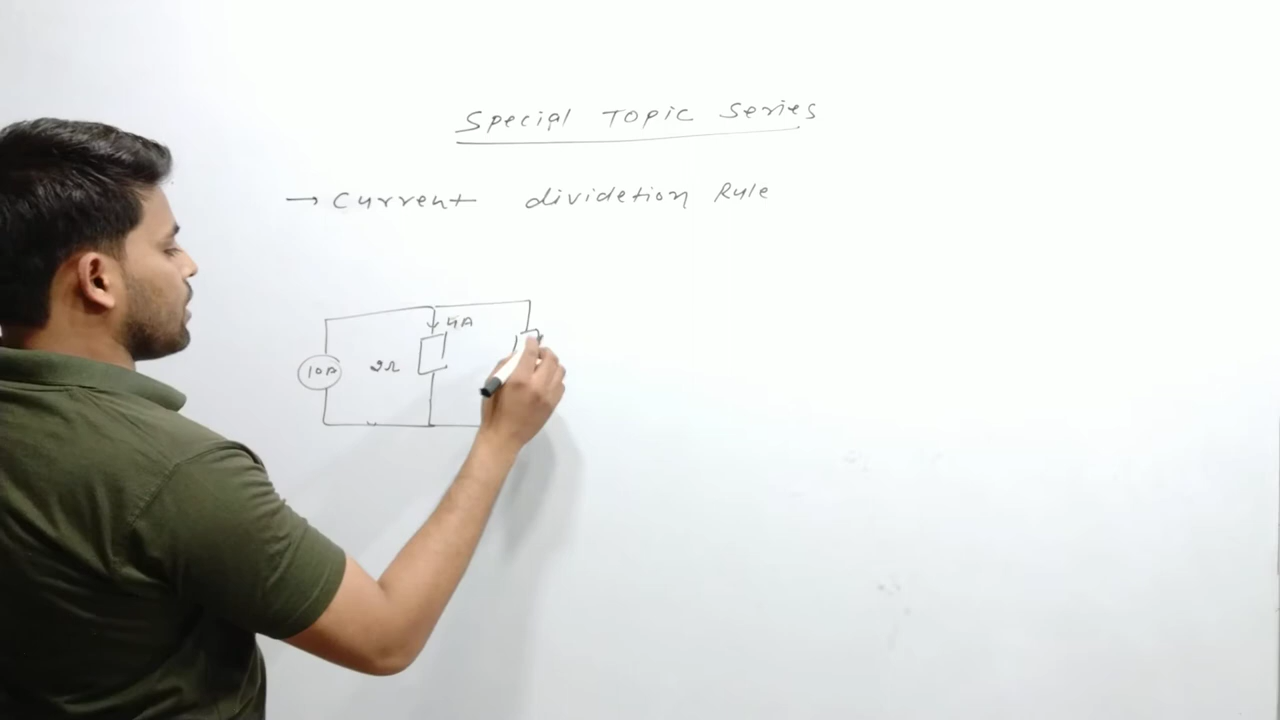 Special Topic Series
→ Current dividetion Rule
4A
10A
2Ω